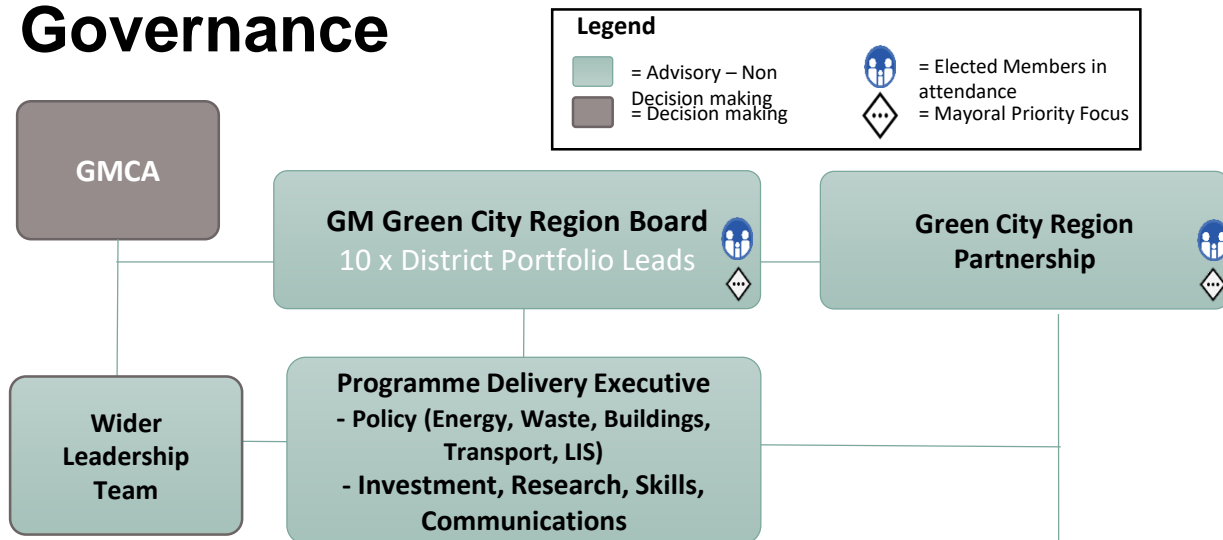 Governance
Legend
= Advisory – Non
Decision making
= Decision making
= Elected Members in
attendance
= Mayoral Priority Focus
GMCA
GM Green City Region Board
10 x District Portfolio Leads
Green City Region
Partnership
Wider
Leadership
Team
Programme Delivery Executive
- Policy (Energy, Waste, Buildings,
Transport, LIS)
- Investment, Research, Skills,
Communications